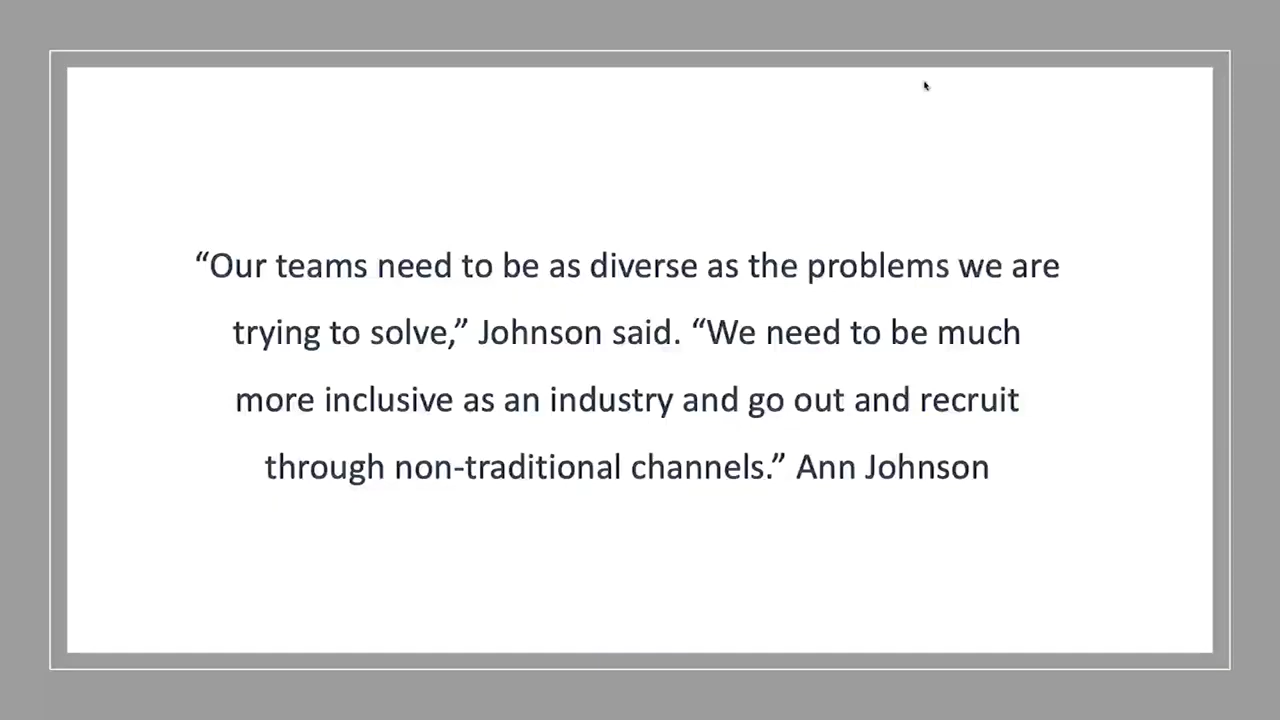 “Our teams need to be as diverse as the problems we are
trying to solve,” Johnson said. “We need to be much
more inclusive as an industry and go out and recruit
through non-traditional channels.” Ann Johnson